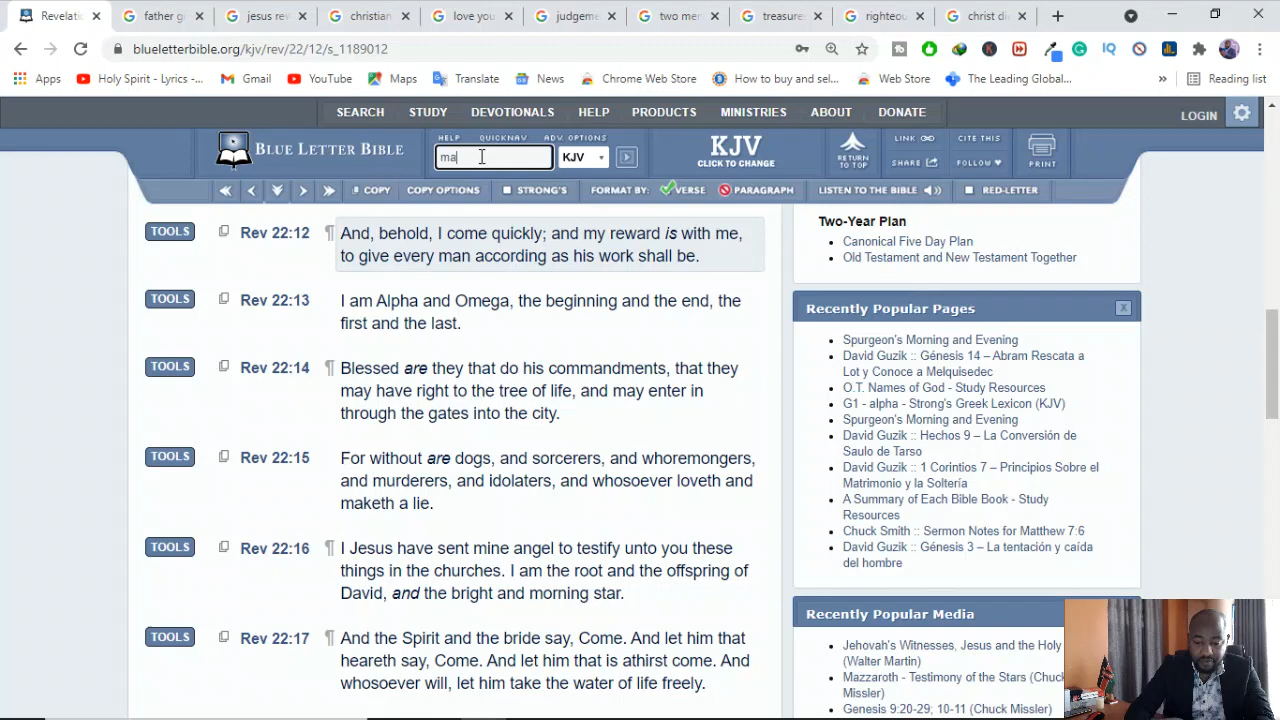 Revelati
father g
jesus rev
christian
love you
judgeme
two mer
treasure
righteou
christ di
blueletterbible.org/kjv/rev/22/12/s_1189012
Apps
Holy Spirit - Lyrics -...
Gmail
YouTube
Maps
Translate
News
Chrome Web Store
How to buy and sel...
Web Store
The Leading Global...
Reading list
SEARCH
STUDY
DEVOTIONALS
HELP
PRODUCTS
MINISTRIES
ABOUT
DONATE
LOGIN
BLUE LETTER BIBLE
HELP
QUICKNAV
ADV. OPTIONS
ma
KJV
KJV
CLICK TO CHANGE
RETURN
TO TOP
LINK
CITE THIS
SHARE
FOLLOW
PRINT
COPY
COPY OPTIONS
STRONG'S
FORMAT BY:
VERSE
PARAGRAPH
LISTEN TO THE BIBLE
RED-LETTER
TOOLS
Rev 22:12
¶ And, behold, I come quickly; and my reward is with me,
to give every man according as his work shall be.
TOOLS
Rev 22:13
I am Alpha and Omega, the beginning and the end, the
first and the last.
TOOLS
Rev 22:14
¶ Blessed are they that do his commandments, that they
may have right to the tree of life, and may enter in
through the gates into the city.
TOOLS
Rev 22:15
For without are dogs, and sorcerers, and whoremongers,
and murderers, and idolaters, and whosoever loveth and
maketh a lie.
TOOLS
Rev 22:16
¶ I Jesus have sent mine angel to testify unto you these
things in the churches. I am the root and the offspring of
David, and the bright and morning star.
TOOLS
Rev 22:17
¶ And the Spirit and the bride say, Come. And let him that
heareth say, Come. And let him that is athirst come. And
whosoever will, let him take the water of life freely.
Two-Year Plan
Canonical Five Day Plan
Old Testament and New Testament Together
Recently Popular Pages
X
Spurgeon's Morning and Evening
David Guzik :: Génesis 14 – Abram Rescata a
Lot y Conoce a Melquisedec
O.T. Names of God - Study Resources
G1 - alpha - Strong's Greek Lexicon (KJV)
Spurgeon's Morning and Evening
David Guzik :: Hechos 9 – La Conversión de
Saulo de Tarso
David Guzik :: 1 Corintios 7 – Principios Sobre el
Matrimonio y la Soltería
A Summary of Each Bible Book - Study
Resources
Chuck Smith :: Sermon Notes for Matthew 7:6
David Guzik :: Génesis 3 – La tentación y caída
del hombre
Recently Popular Media
Jehovah's Witnesses, Jesus and the Holy
(Walter Martin)
Mazzaroth - Testimony of the Stars (Chuck
Missler)
Genesis 9:20-29; 10-11 (Chuck Missler)